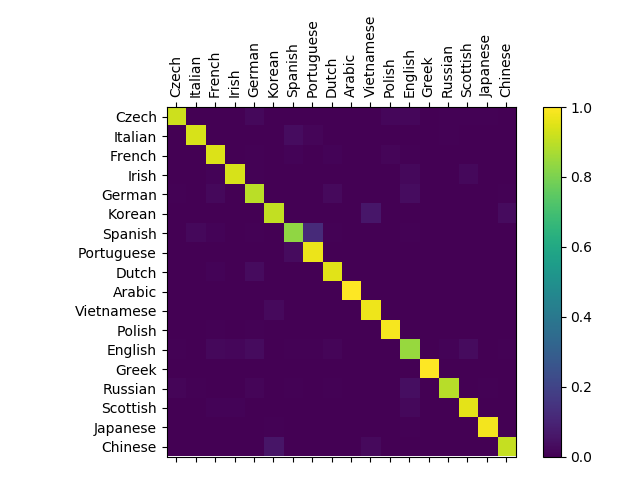 Czech Italian French Irish German Korean Spanish Portuguese Dutch Arabic Vietnamese Polish English Greek Russian Scottish Japanese Chinese
Czech
Italian
French
Irish
German
Korean
Spanish
Portuguese
Dutch
Arabic
Vietnamese
Polish
English
Greek
Russian
Scottish
Japanese
Chinese
1.0
0.8
0.6
0.4
0.2
0.0